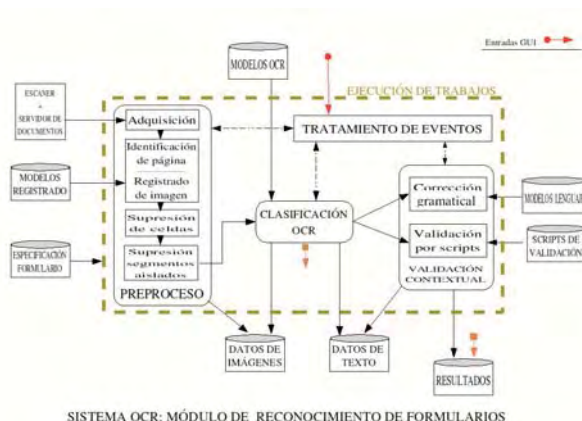 Entradas GUI
MODELOS OCR
EJECUCIÓN DE TRABAJOS
ESCANER
+
SERVIDOR DE
DOCUMENTOS
Adquisición
TRATAMIENTO DE EVENTOS
Identificación
de página
Registrado
de imagen
MODELOS
REGISTRADO
Corrección
gramatical
MODELOS LENGUAJE
CLASIFICACIÓN
OCR
Supresión
de celdas
Validación
por scripts
SCRIPTS DE
VALIDACIÓN
ESPECIFICACIÓN
FORMULARIO
Supresión
segmentos
aislados
VALIDACIÓN
CONTEXTUAL
PREPROCESO
DATOS DE
IMÁGENES
DATOS DE
TEXTO
RESULTADOS
SISTEMA OCR: MÓDULO DE RECONOCIMIENTO DE FORMULARIOS